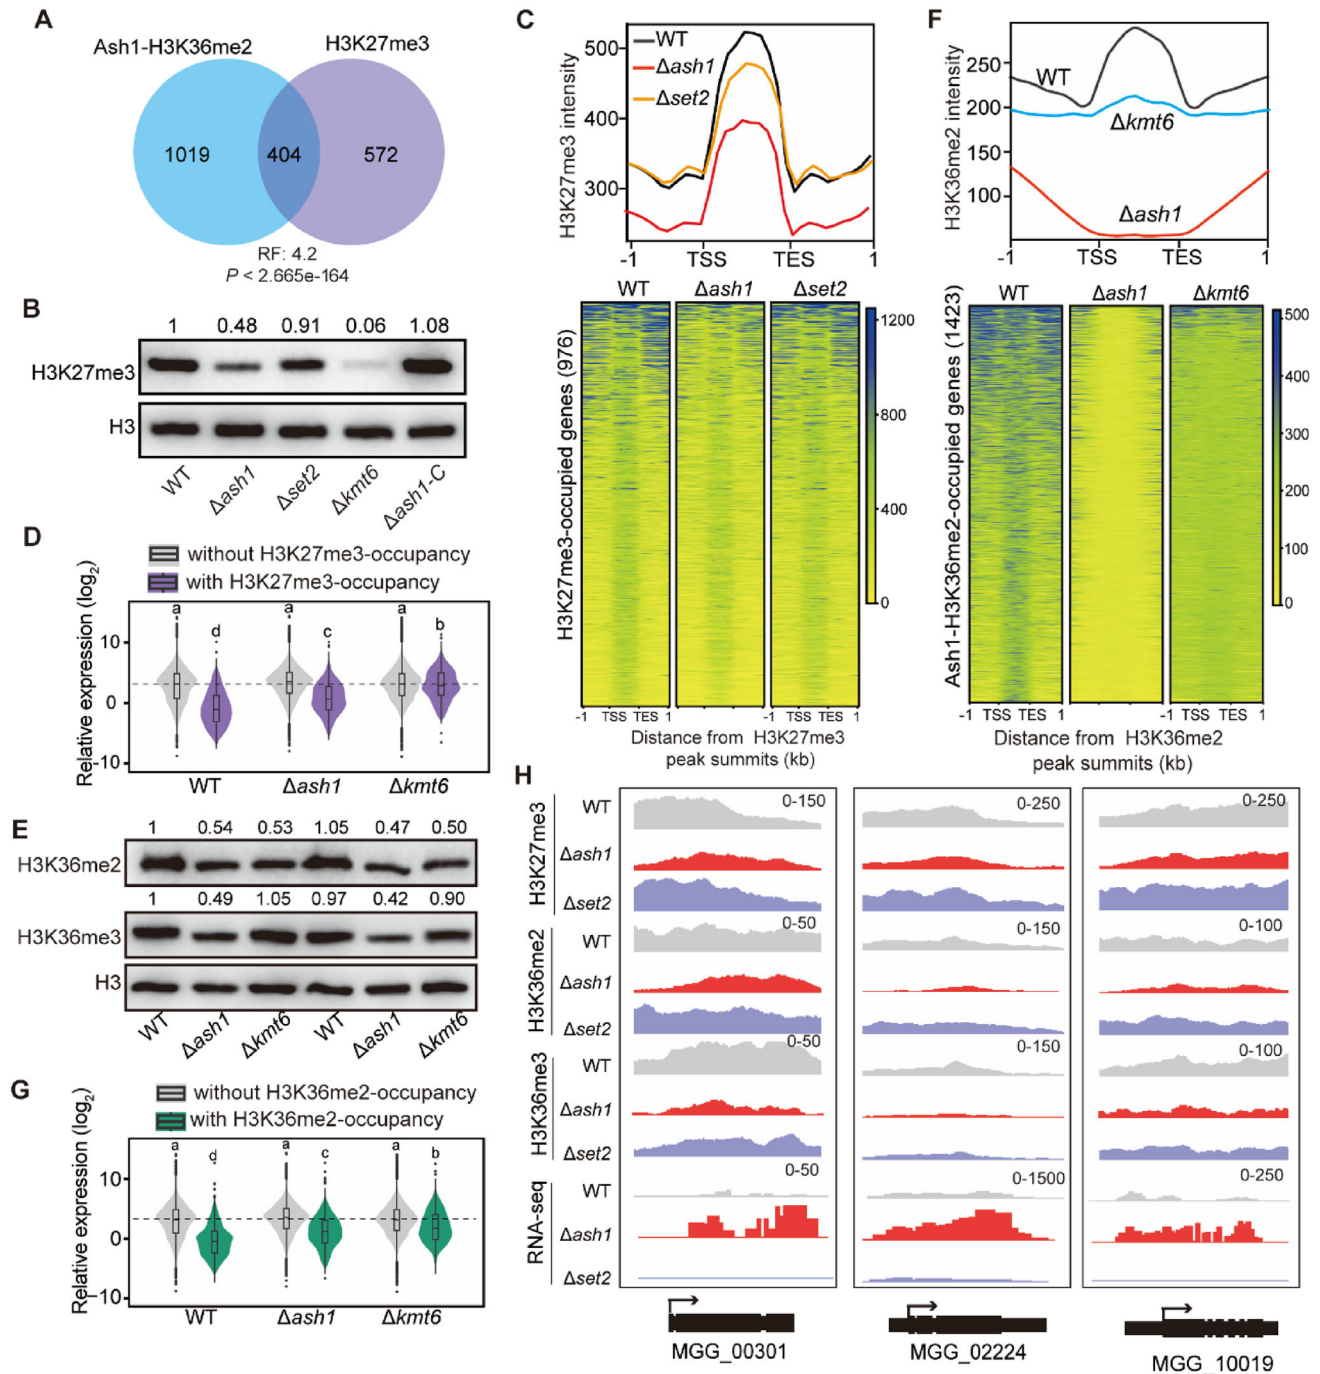 A
Ash1-H3K36me2
H3K27me3
1019
404
572
RF: 4.2
P < 2.665e-164
B
1 0.48 0.91 0.06 1.08
H3K27me3
H3
WT Δash1 Δset2 Δkmt6 Δash1-C
C
H3K27me3 intensity
500
400
300
WT
Δash1
Δset2
-1 TSS TES 1
WT Δash1 Δset2
H3K27me3-occupied genes (976)
1200
800
400
0
-1 TSS TES 1 -1 TSS TES 1 -1 TSS TES 1
Distance from H3K27me3
peak summits (kb)
D
without H3K27me3-occupancy
with H3K27me3-occupancy
Relative expression (log2)
10
0
-10
a d a c a b
WT Δash1 Δkmt6
E
1 0.54 0.53 1.05 0.47 0.50
H3K36me2
1 0.49 1.05 0.97 0.42 0.90
H3K36me3
H3
WT Δash1 Δkmt6 WT Δash1 Δkmt6
F
H3K36me2 intensity
250
200
150
100
WT
Δkmt6
Δash1
-1 TSS TES 1
WT Δash1 Δkmt6
Ash1-H3K36me2-occupied genes (1423)
500
400
300
200
100
0
-1 TSS TES 1 -1 TSS TES 1 -1 TSS TES 1
Distance from H3K36me2
peak summits (kb)
G
without H3K36me2-occupancy
with H3K36me2-occupancy
Relative expression (log2)
10
0
-10
a d a c a b
WT Δash1 Δkmt6
H
H3K27me3
WT 0-150 0-250 0-250
Δash1
Δset2
H3K36me2
WT 0-50 0-150 0-100
Δash1
Δset2
H3K36me3
WT 0-50 0-150 0-100
Δash1
Δset2
RNA-seq
WT 0-50 0-1500 0-250
Δash1
Δset2
MGG_00301 MGG_02224 MGG_10019